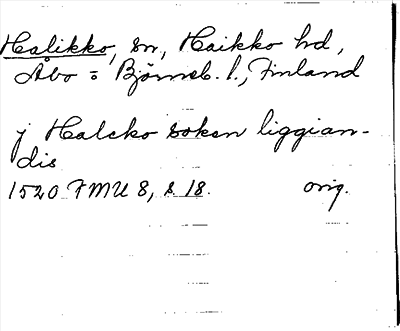 Halikko, sn, Haikko hd,
Åbo o Björneb. l., Finland
j Halcko soken liggian-
dis
1520 FMU 8, s. 18. orig.